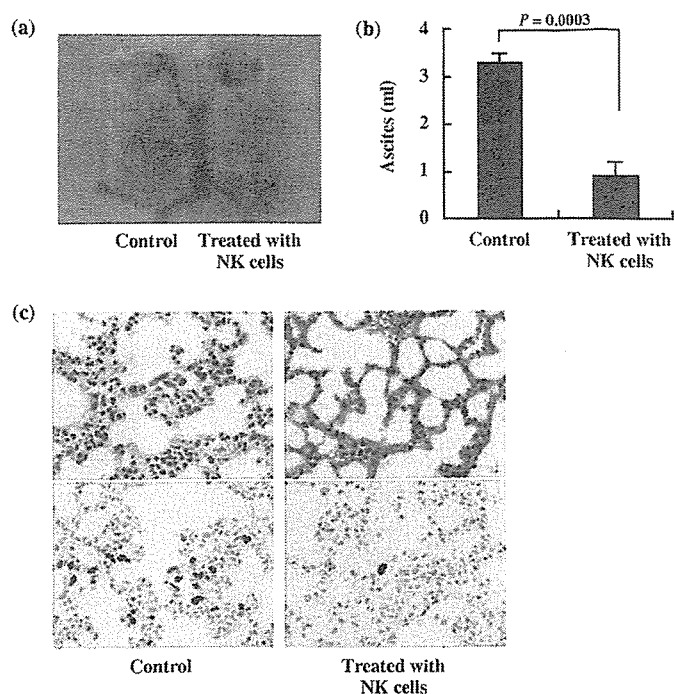 (a)
Control
Treated with
NK cells
(b)
P = 0.0003
Ascites (ml)
4
3
2
1
0
Control
Treated with
NK cells
(c)
Control
Treated with
NK cells